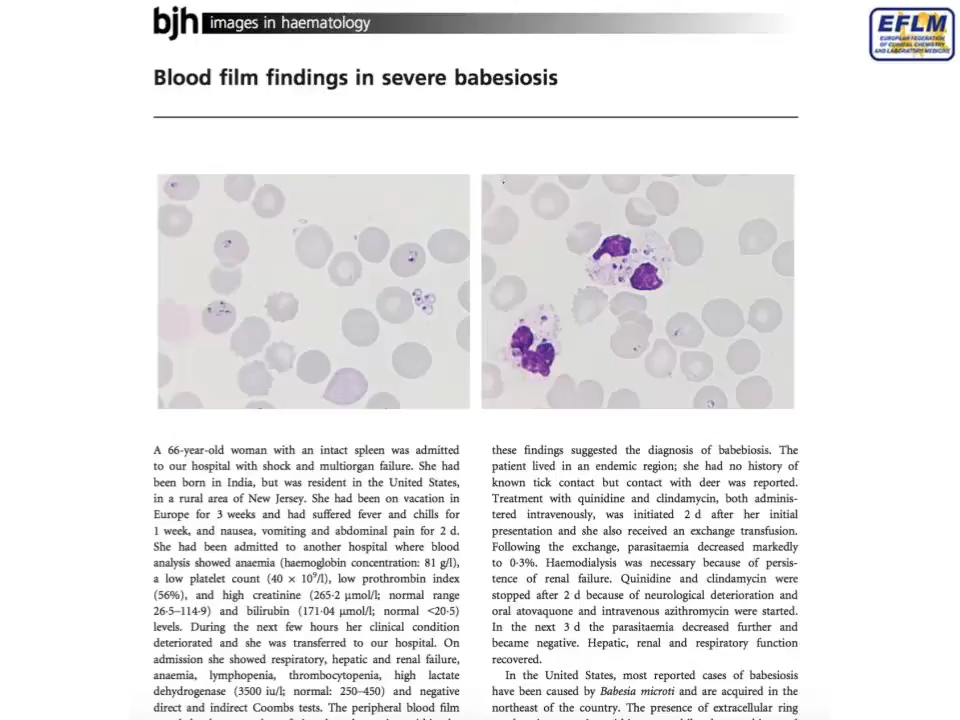 bjh images in haematology
EFLM
EUROPEAN FEDERATION
OF CLINICAL CHEMISTRY
AND LABORATORY MEDICINE
Blood film findings in severe babesiosis
A 66-year-old woman with an intact spleen was admitted
to our hospital with shock and multiorgan failure. She had
been born in India, but was resident in the United States,
in a rural area of New Jersey. She had been on vacation in
Europe for 3 weeks and had suffered fever and chills for
1 week, and nausea, vomiting and abdominal pain for 2 d.
She had been admitted to another hospital where blood
analysis showed anaemia (haemoglobin concentration: 81 g/l),
a low platelet count (40 × 10⁹/l), low prothrombin index
(56%), and high creatinine (265·2 μmol/l; normal range
26·5–114·9) and bilirubin (171·04 μmol/l; normal <20·5)
levels. During the next few hours her clinical condition
deteriorated and she was transferred to our hospital. On
admission she showed respiratory, hepatic and renal failure,
anaemia, lymphopenia, thrombocytopenia, high lactate
dehydrogenase (3500 iu/l; normal: 250–450) and negative
direct and indirect Coombs tests. The peripheral blood film
these findings suggested the diagnosis of babebiosis. The
patient lived in an endemic region; she had no history of
known tick contact but contact with deer was reported.
Treatment with quinidine and clindamycin, both adminis-
tered intravenously, was initiated 2 d after her initial
presentation and she also received an exchange transfusion.
Following the exchange, parasitaemia decreased markedly
to 0·3%. Haemodialysis was necessary because of persis-
tence of renal failure. Quinidine and clindamycin were
stopped after 2 d because of neurological deterioration and
oral atovaquone and intravenous azithromycin were started.
In the next 3 d the parasitaemia decreased further and
became negative. Hepatic, renal and respiratory function
recovered.
In the United States, most reported cases of babesiosis
have been caused by Babesia microti and are acquired in the
northeast of the country. The presence of extracellular ring